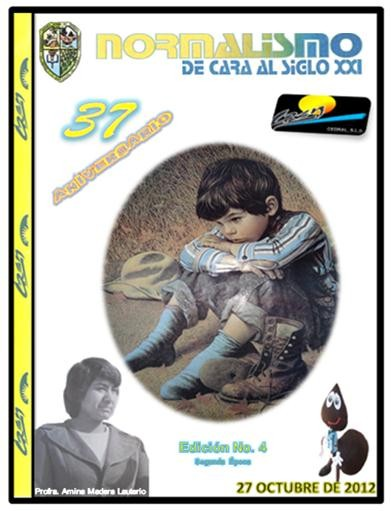 NORMALISMO
DE CARA AL SIGLO XXI
37
ANIVERSARIO
CEDRAL, S.L.P.
Edición No. 4
Segunda Época
Profra. Amina Madera Lauterio
27 OCTUBRE DE 2012